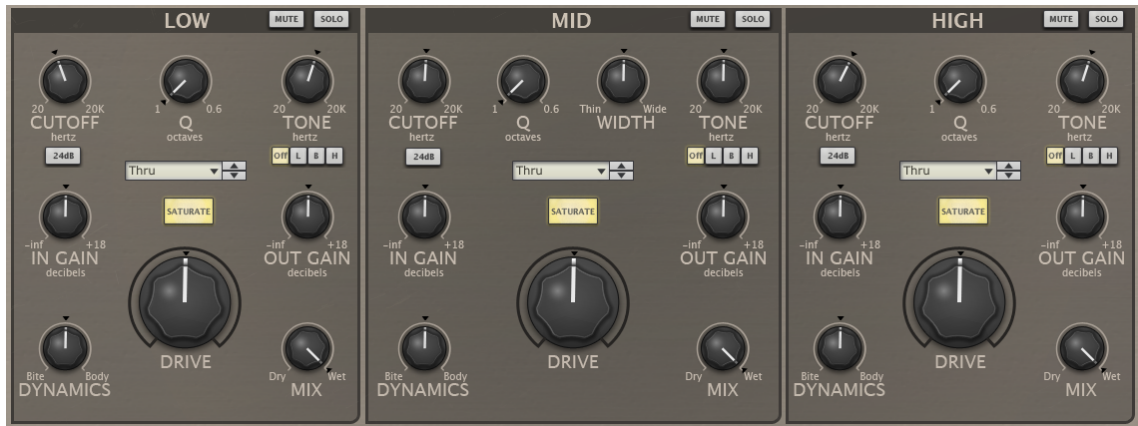 LOW MUTE SOLO
20 20K 1 0.6 20 20K
CUTOFF Q TONE
hertz octaves hertz
24dB Off L B H
Thru
SATURATE
-inf +18 -inf +18
IN GAIN OUT GAIN
decibels decibels
DRIVE
Bite Body Dry Wet
DYNAMICS MIX
MID MUTE SOLO
20 20K 1 0.6 Thin Wide 20 20K
CUTOFF Q WIDTH TONE
hertz octaves hertz
24dB Off L B H
Thru
SATURATE
-inf +18 -inf +18
IN GAIN OUT GAIN
decibels decibels
DRIVE
Bite Body Dry Wet
DYNAMICS MIX
HIGH MUTE SOLO
20 20K 1 0.6 20 20K
CUTOFF Q TONE
hertz octaves hertz
24dB Off L B H
Thru
SATURATE
-inf +18 -inf +18
IN GAIN OUT GAIN
decibels decibels
DRIVE
Bite Body Dry Wet
DYNAMICS MIX